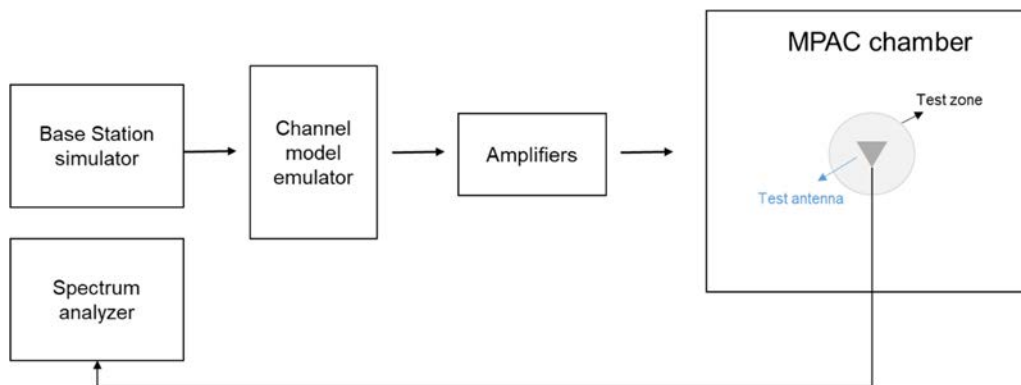 MPAC chamber
Test zone
Base Station
simulator
Channel
model
emulator
Amplifiers
Test antenna
Spectrum
analyzer